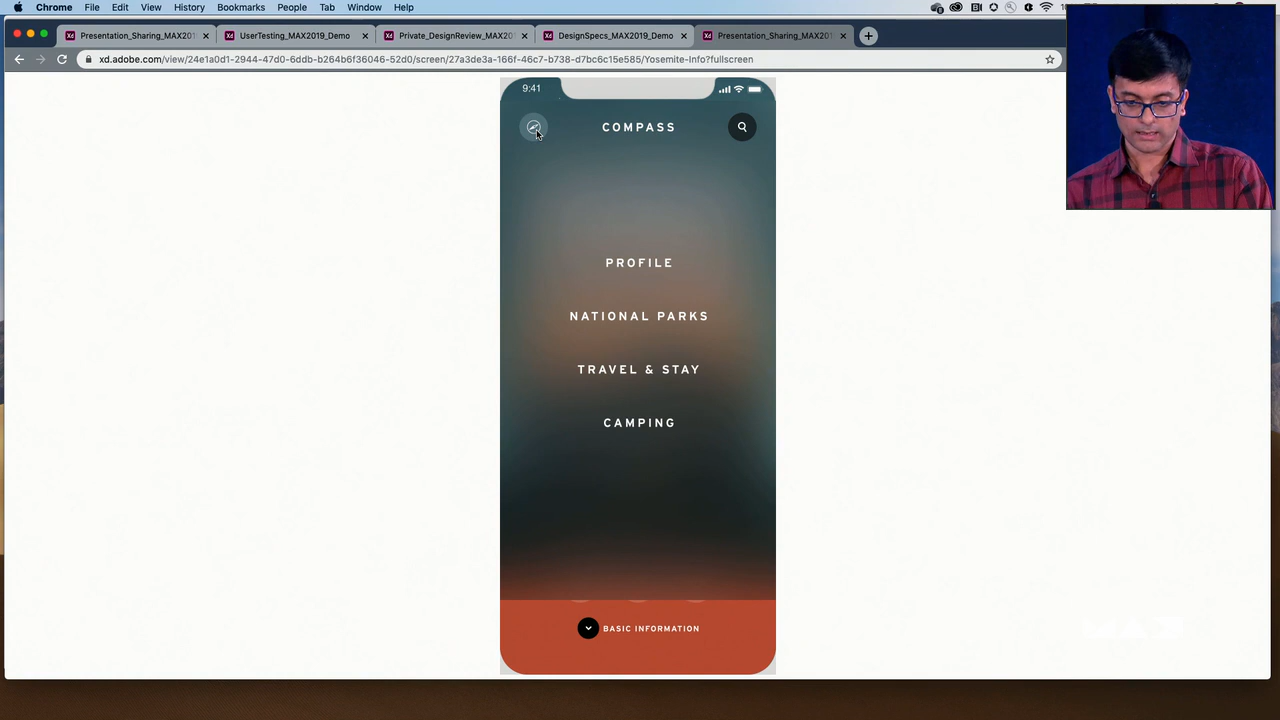 Chrome File Edit View History Bookmarks People Tab Window Help
Presentation_Sharing_MAX201 UserTesting_MAX2019_Demo Private_DesignReview_MAX20 DesignSpecs_MAX2019_Demo Presentation_Sharing_MAX201
xd.adobe.com/view/24e1a0d1-2944-47d0-6ddb-b264b6f36046-52d0/screen/27a3de3a-166f-46c7-b738-d7bc6c15e585/Yosemite-Info?fullscreen
9:41
COMPASS
PROFILE
NATIONAL PARKS
TRAVEL & STAY
CAMPING
BASIC INFORMATION